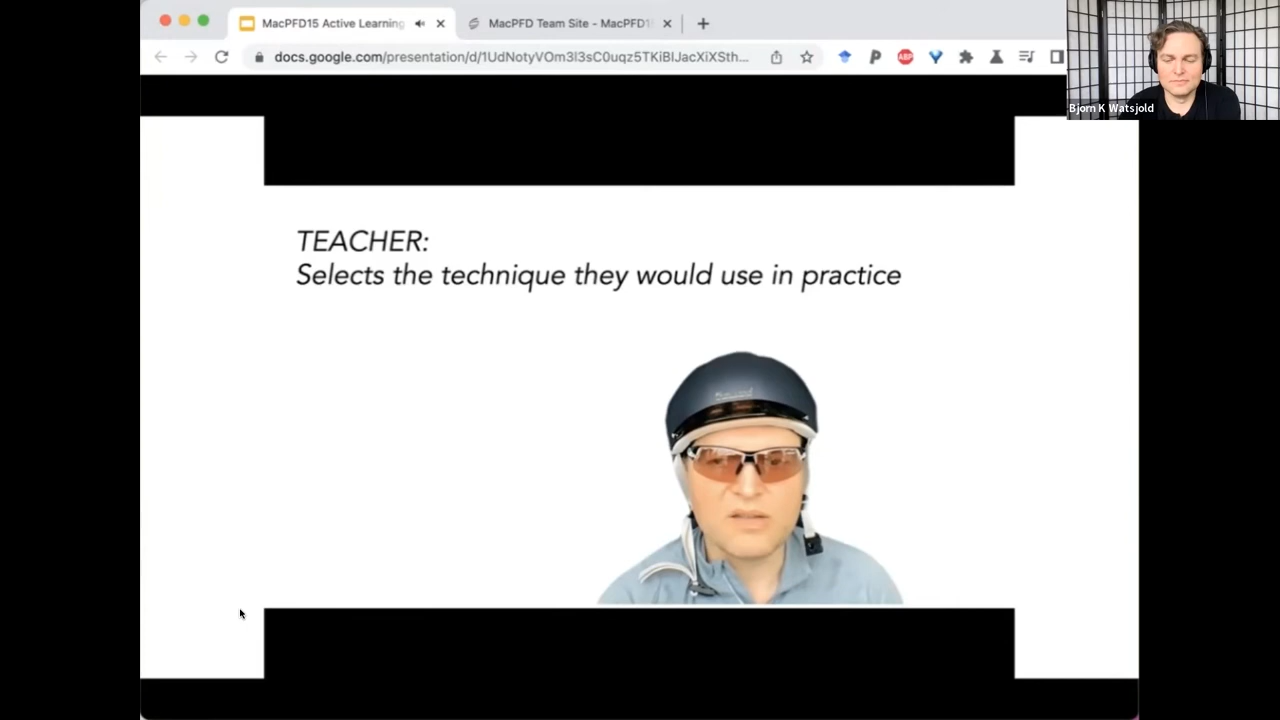 MacPFD15 Active Learning
MacPFD Team Site - MacPFD1
docs.google.com/presentation/d/1UdNotyVOm3l3sC0uqz5TKiBlJacXiXSth...
ABP
Bjorn K Watsjold
TEACHER:
Selects the technique they would use in practice